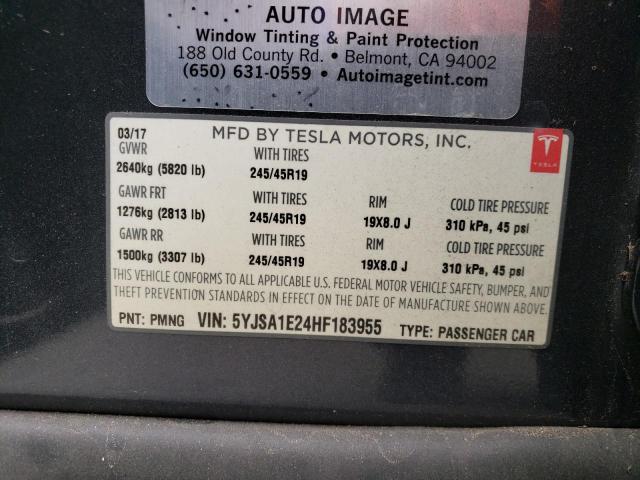 AUTO IMAGE
Window Tinting & Paint Protection
188 Old County Rd. • Belmont, CA 94002
(650) 631-0559 • Autoimagetint.com
03/17 MFD BY TESLA MOTORS, INC.
TESLA
GVWR WITH TIRES
2640kg (5820 lb) 245/45R19
GAWR FRT WITH TIRES RIM COLD TIRE PRESSURE
1276kg (2813 lb) 245/45R19 19X8.0 J 310 kPa, 45 psi
GAWR RR WITH TIRES RIM COLD TIRE PRESSURE
1500kg (3307 lb) 245/45R19 19X8.0 J 310 kPa, 45 psi
THIS VEHICLE CONFORMS TO ALL APPLICABLE U.S. FEDERAL MOTOR VEHICLE SAFETY, BUMPER, AND
THEFT PREVENTION STANDARDS IN EFFECT ON THE DATE OF MANUFACTURE SHOWN ABOVE.
PNT: PMNG VIN: 5YJSA1E24HF183955 TYPE: PASSENGER CAR